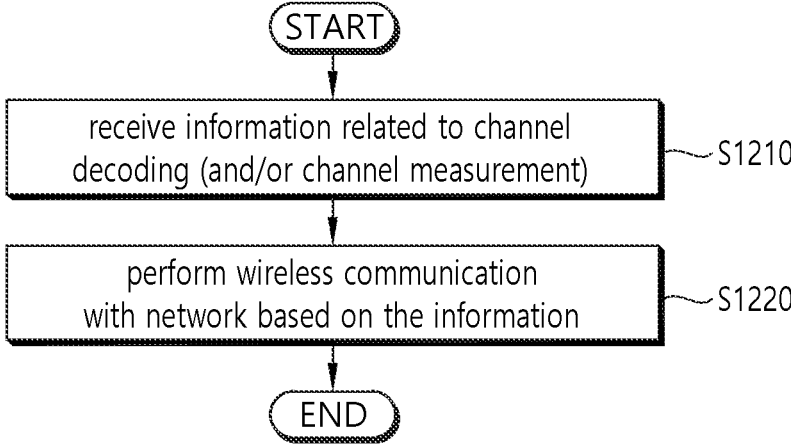 START
receive information related to channel
decoding (and/or channel measurement)
S1210
perform wireless communication
with network based on the information
S1220
END